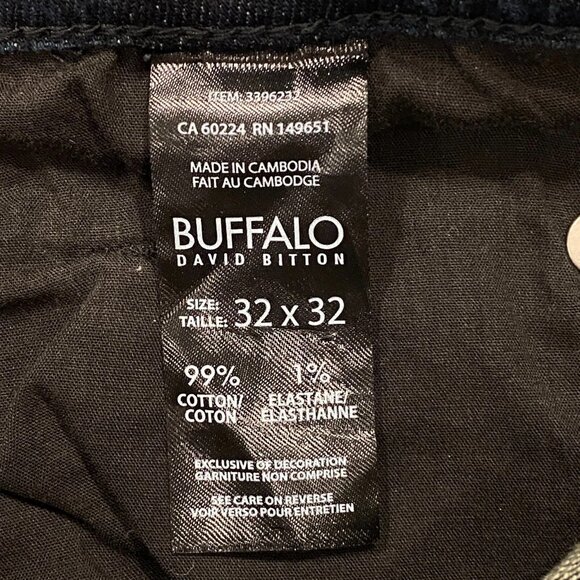 ITEM: 3396237
CA 60224 RN 149651
MADE IN CAMBODIA
FAIT AU CAMBODGE
BUFFALO
DAVID BITTON
SIZE:
TAILLE: 32 x 32
99% 1%
COTTON/ ELASTANE/
COTON ÉLASTHANNE
EXCLUSIVE OF DECORATION
GARNITURE NON COMPRISE
SEE CARE ON REVERSE
VOIR VERSO POUR ENTRETIEN